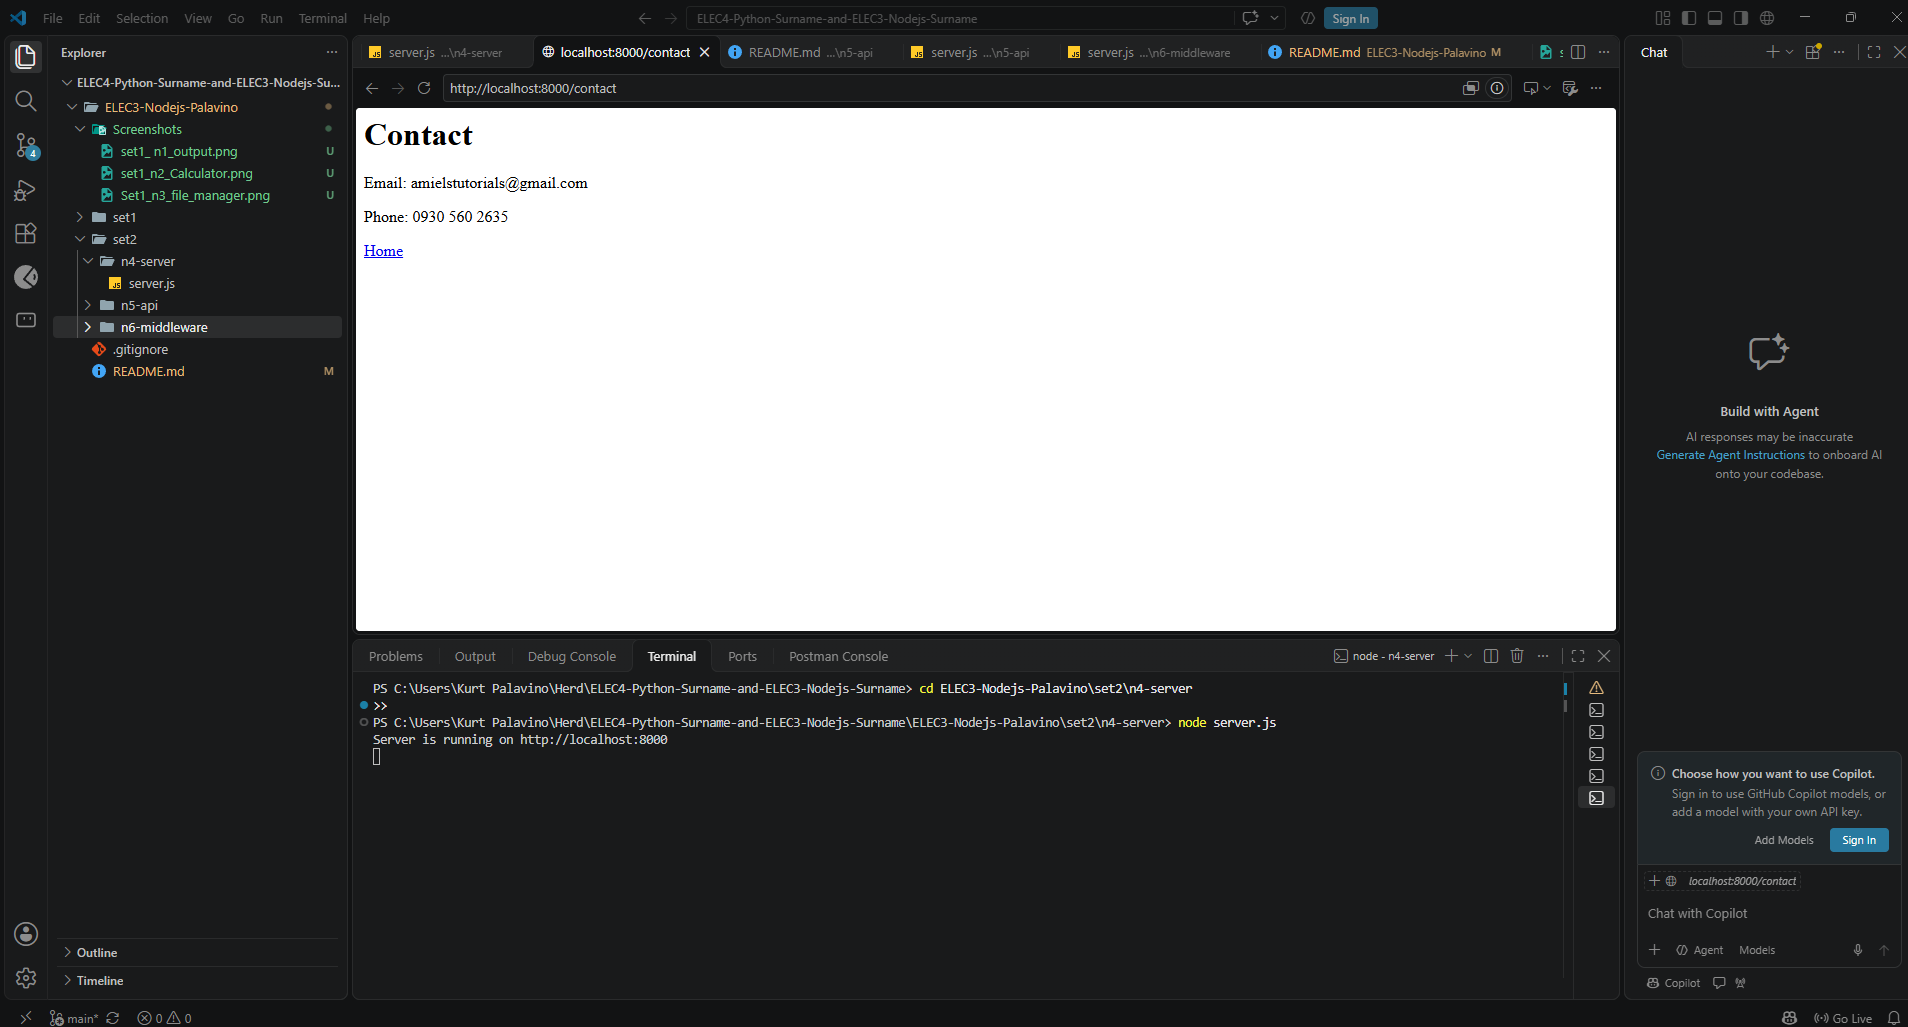 File Edit Selection View Go Run Terminal Help
ELEC4-Python-Surname-and-ELEC3-Nodejs-Surname
Sign In
Explorer
ELEC4-Python-Surname-and-ELEC3-Nodejs-Su...
ELEC3-Nodejs-Palavino
Screenshots
set1_ n1_output.png U
set1_n2_Calculator.png U
Set1_n3_file_manager.png U
set1
set2
n4-server
server.js
n5-api
n6-middleware
.gitignore
README.md M
4
Outline
Timeline
server.js ...\n4-server
localhost:8000/contact
README.md ...\n5-api
server.js ...\n5-api
server.js ...\n6-middleware
README.md ELEC3-Nodejs-Palavino M
http://localhost:8000/contact
Contact
Email: amielstutorials@gmail.com
Phone: 0930 560 2635
Home
Problems Output Debug Console Terminal Ports Postman Console
node - n4-server
PS C:\Users\Kurt Palavino\Herd\ELEC4-Python-Surname-and-ELEC3-Nodejs-Surname> cd ELEC3-Nodejs-Palavino\set2\n4-server
>>
PS C:\Users\Kurt Palavino\Herd\ELEC4-Python-Surname-and-ELEC3-Nodejs-Surname\ELEC3-Nodejs-Palavino\set2\n4-server> node server.js
Server is running on http://localhost:8000
Chat
Build with Agent
AI responses may be inaccurate
Generate Agent Instructions to onboard AI
onto your codebase.
Choose how you want to use Copilot.
Sign in to use GitHub Copilot models, or
add a model with your own API key.
Add Models Sign In
localhost:8000/contact
Chat with Copilot
Agent Models
Copilot
main* 0 0
Go Live